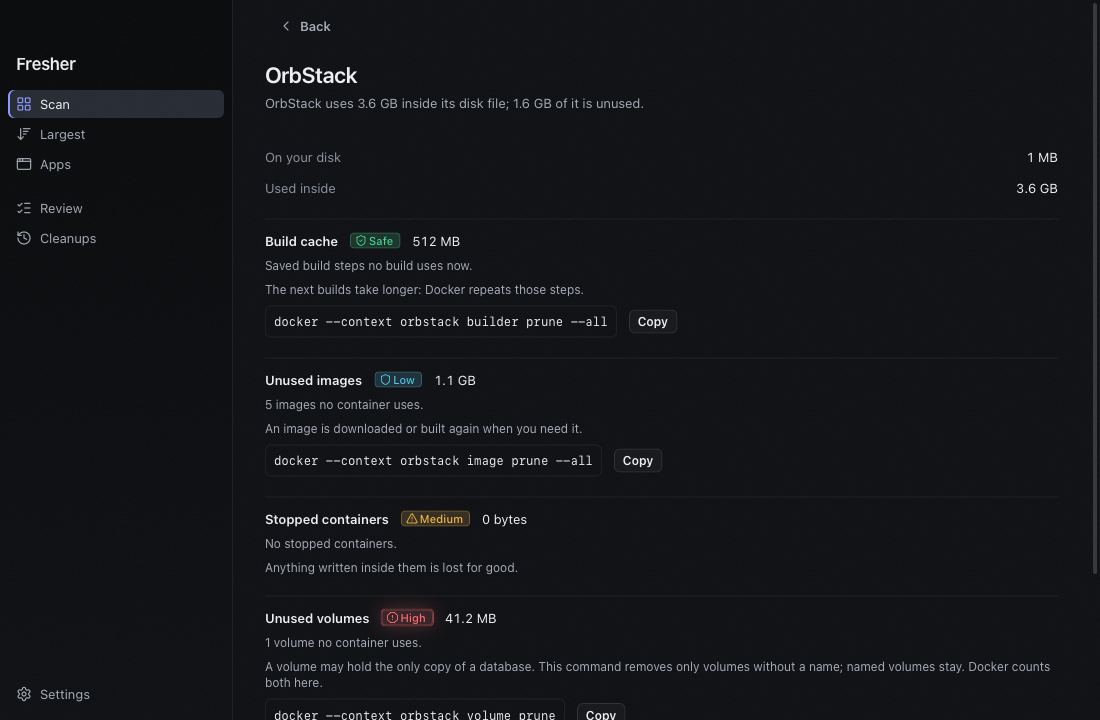 Back
Fresher
Scan
Largest
Apps
Review
Cleanups
Settings
OrbStack
OrbStack uses 3.6 GB inside its disk file; 1.6 GB of it is unused.
On your disk 1 MB
Used inside 3.6 GB
Build cache Safe 512 MB
Saved build steps no build uses now.
The next builds take longer: Docker repeats those steps.
docker --context orbstack builder prune --all Copy
Unused images Low 1.1 GB
5 images no container uses.
An image is downloaded or built again when you need it.
docker --context orbstack image prune --all Copy
Stopped containers Medium 0 bytes
No stopped containers.
Anything written inside them is lost for good.
Unused volumes High 41.2 MB
1 volume no container uses.
A volume may hold the only copy of a database. This command removes only volumes without a name; named volumes stay. Docker counts
both here.
docker --context orbstack volume prune Copy